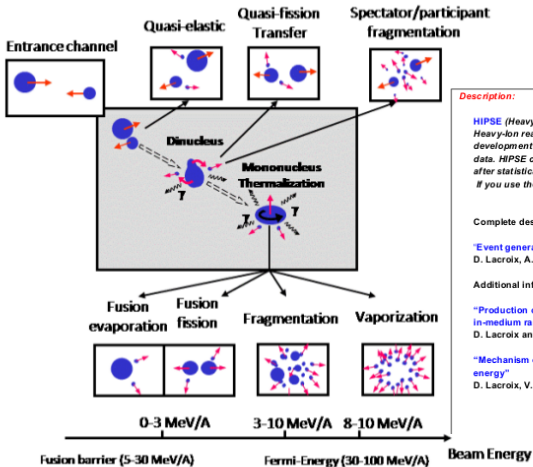 Entrance channel
Quasi-elastic
Quasi-fission
Transfer
Spectator/participant
fragmentation
Dinucleus
Mononucleus
Thermalization
γ
γ
γ
Fusion
evaporation
Fusion
fission
Fragmentation
Vaporization
0-3 MeV/A
3-10 MeV/A
8-10 MeV/A
Fusion barrier (5-30 MeV/A)
Fermi-Energy (30-100 MeV/A)
Beam Energy
Description:
HIPSE (Heavy
Heavy-Ion rea
development
data. HIPSE c
after statistic
If you use the
Complete des
"Event genera
D. Lacroix, A.
Additional inf
"Production o
in-medium ra
D. Lacroix an
"Mechanism o
energy"
D. Lacroix, V.